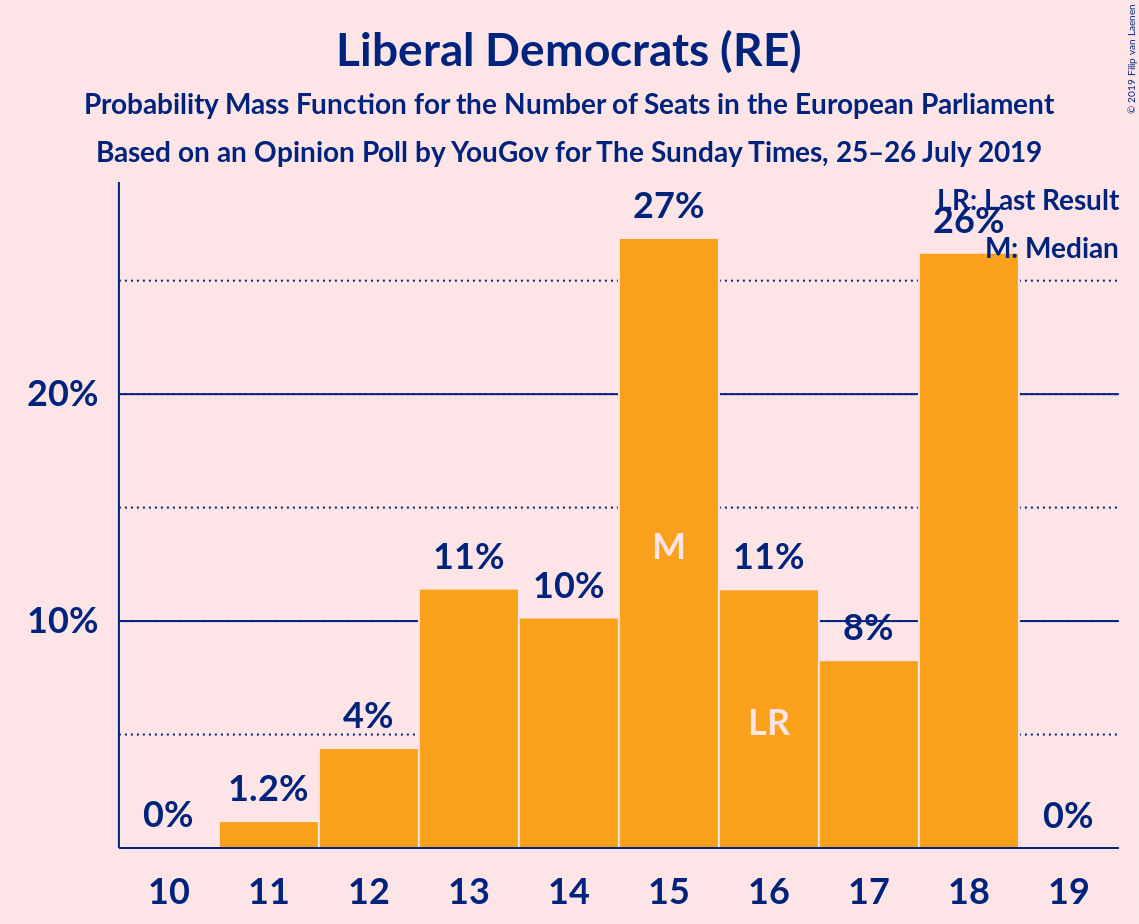 Liberal Democrats (RE)
Probability Mass Function for the Number of Seats in the European Parliament
Based on an Opinion Poll by YouGov for The Sunday Times, 25–26 July 2019
© 2019 Filip van Laenen
LR: Last Result
M: Median
27%
26%
20%
11%
10%
M
11%
8%
10%
4%
LR
1.2%
0%
0%
10 11 12 13 14 15 16 17 18 19